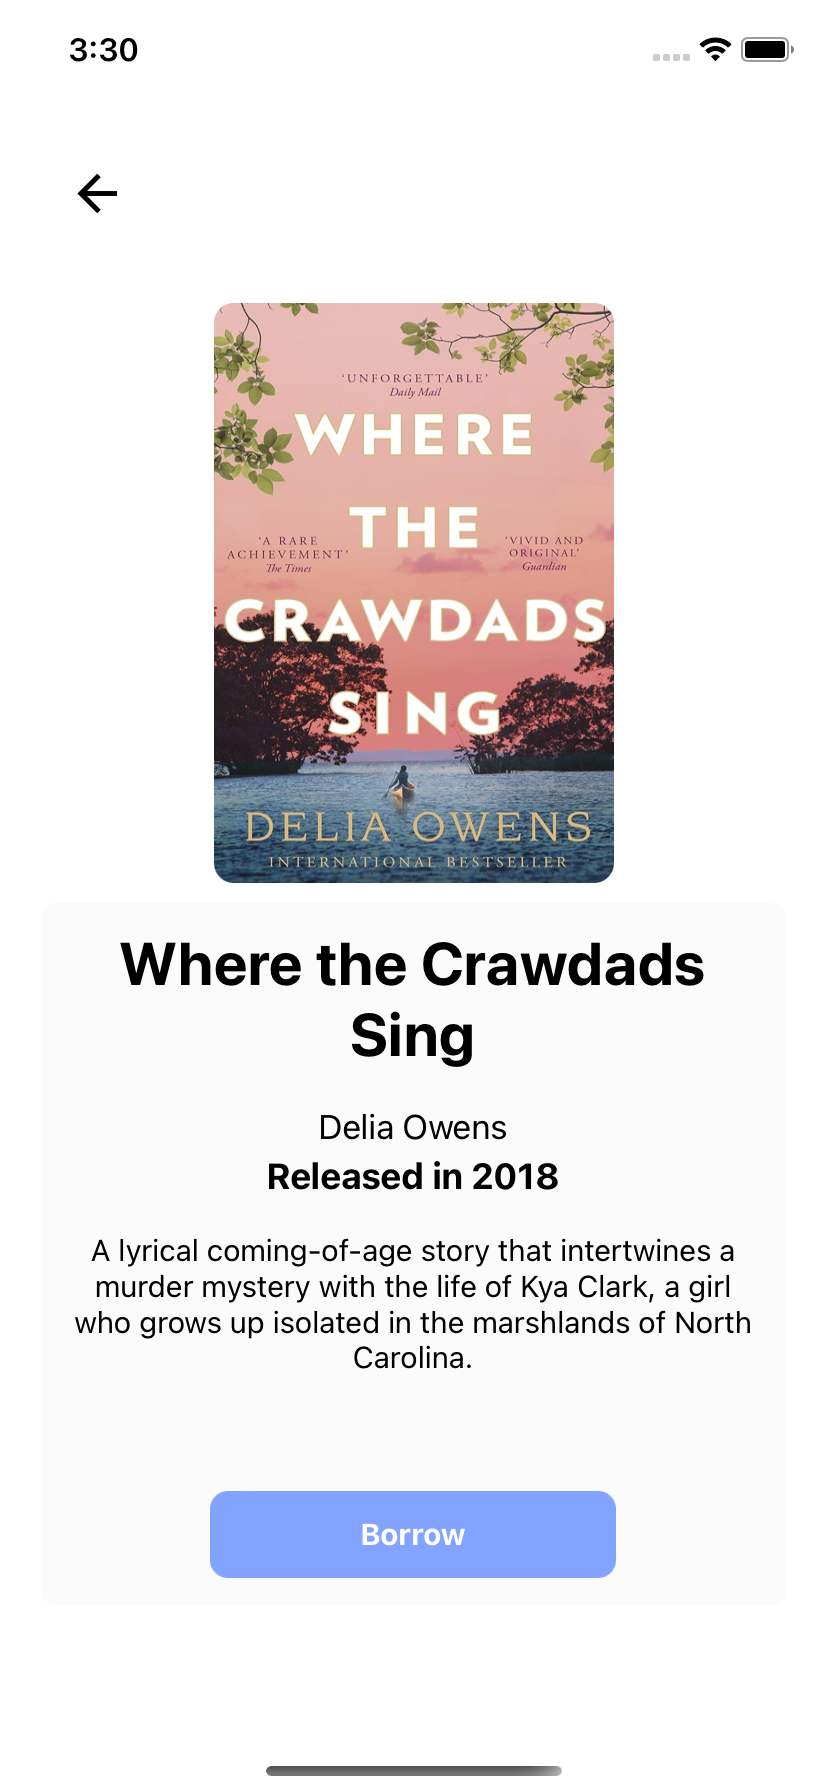 3:30
‘UNFORGETTABLE’
Daily Mail
WHERE
THE
‘A RARE
ACHIEVEMENT’
The Times
‘VIVID AND
ORIGINAL’
Guardian
CRAWDADS
SING
DELIA OWENS
INTERNATIONAL BESTSELLER
Where the Crawdads
Sing
Delia Owens
Released in 2018
A lyrical coming-of-age story that intertwines a
murder mystery with the life of Kya Clark, a girl
who grows up isolated in the marshlands of North
Carolina.
Borrow